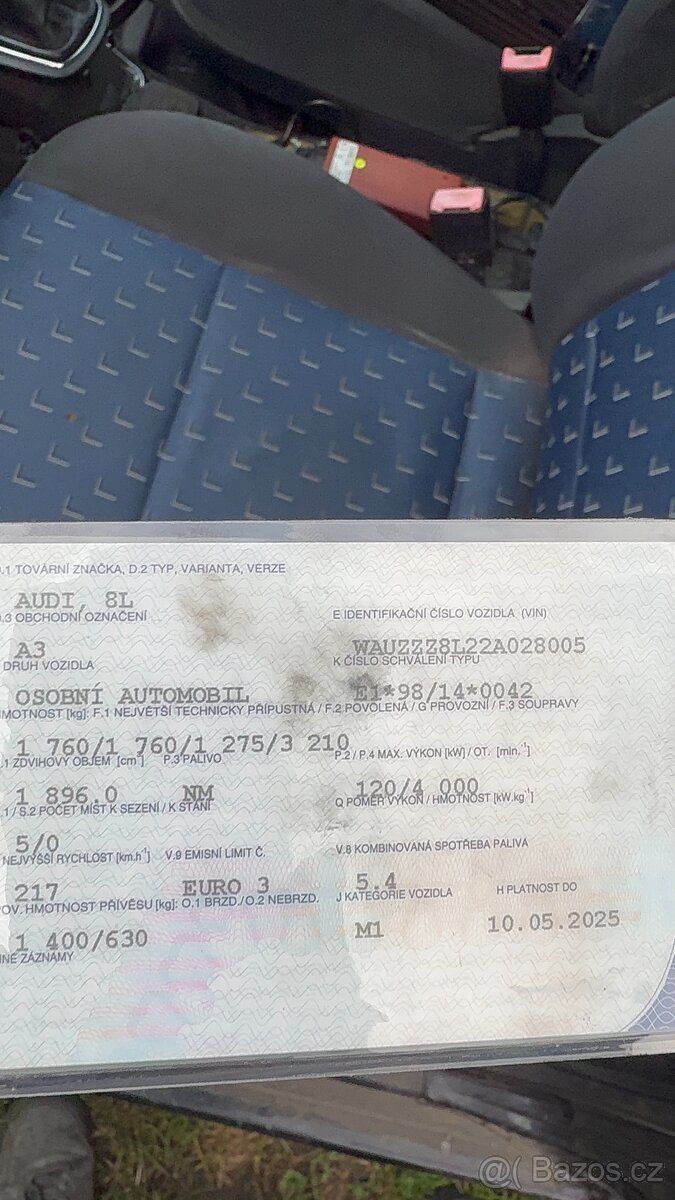 .1 TOVÁRNÍ ZNAČKA, D.2 TYP, VARIANTA, VERZE
AUDI, 8L
.3 OBCHODNÍ OZNAČENÍ
E IDENTIFIKAČNÍ ČÍSLO VOZIDLA (VIN)
A3
WAUZZZ8L22A028005
DRUH VOZIDLA
K ČÍSLO SCHVÁLENÍ TYPU
OSOBNÍ AUTOMOBIL
E1*98/14*0042
HMOTNOST [kg]: F.1 NEJVĚTŠÍ TECHNICKY PŘÍPUSTNÁ / F.2 POVOLENÁ / G PROVOZNÍ / F.3 SOUPRAVY
1 760/1 760/1 275/3 210
.1 ZDVIHOVÝ OBJEM [cm³] P.3 PALIVO
P.2 / P.4 MAX. VÝKON [kW] / OT. [min.⁻¹]
1 896.0 NM
120/4 000
.1 / S.2 POČET MÍST K SEZENÍ / K STÁNÍ
Q POMĚR VÝKON / HMOTNOST [kW.kg⁻¹]
5/0
NEJVYŠŠÍ RYCHLOST [km.h⁻¹] V.9 EMISNÍ LIMIT Č.
V.8 KOMBINOVANÁ SPOTŘEBA PALIVA
217 EURO 3
5.4
POV. HMOTNOST PŘÍVĚSU [kg]: O.1 BRZD./O.2 NEBRZD.
J KATEGORIE VOZIDLA H PLATNOST DO
1 400/630
M1 10.05.2025
INÉ ZÁZNAMY
@( Bazos.cz